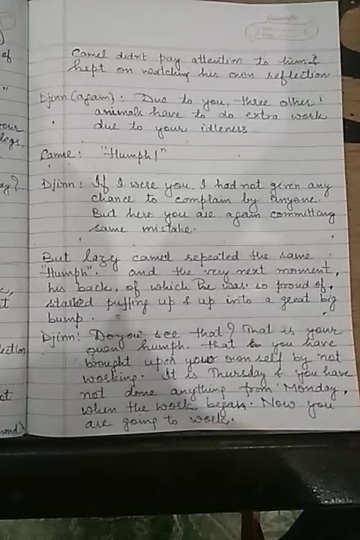 Camel didn't pay attention to him &
kept on watching his own reflection
Djinn (again): Due to you, three other
animals have to do extra work
due to your idleness
Camel: "Humph!"
Djinn: If I were you, I had not given any
chance to complain by anyone.
But here you are again committing
same mistake.
But lazy camel repeated the same
"Humph". and the very next moment,
his back, of which he was so proud of,
started puffing up & up into a great big
bump.
Djinn: Do you see that? That is your
own humph. that you have
brought upon your own self by not
working. It is Thursday & you have
not done anything from Monday,
when the work began. Now you
are going to work.
of
your
legs.
ay?
lection
ot